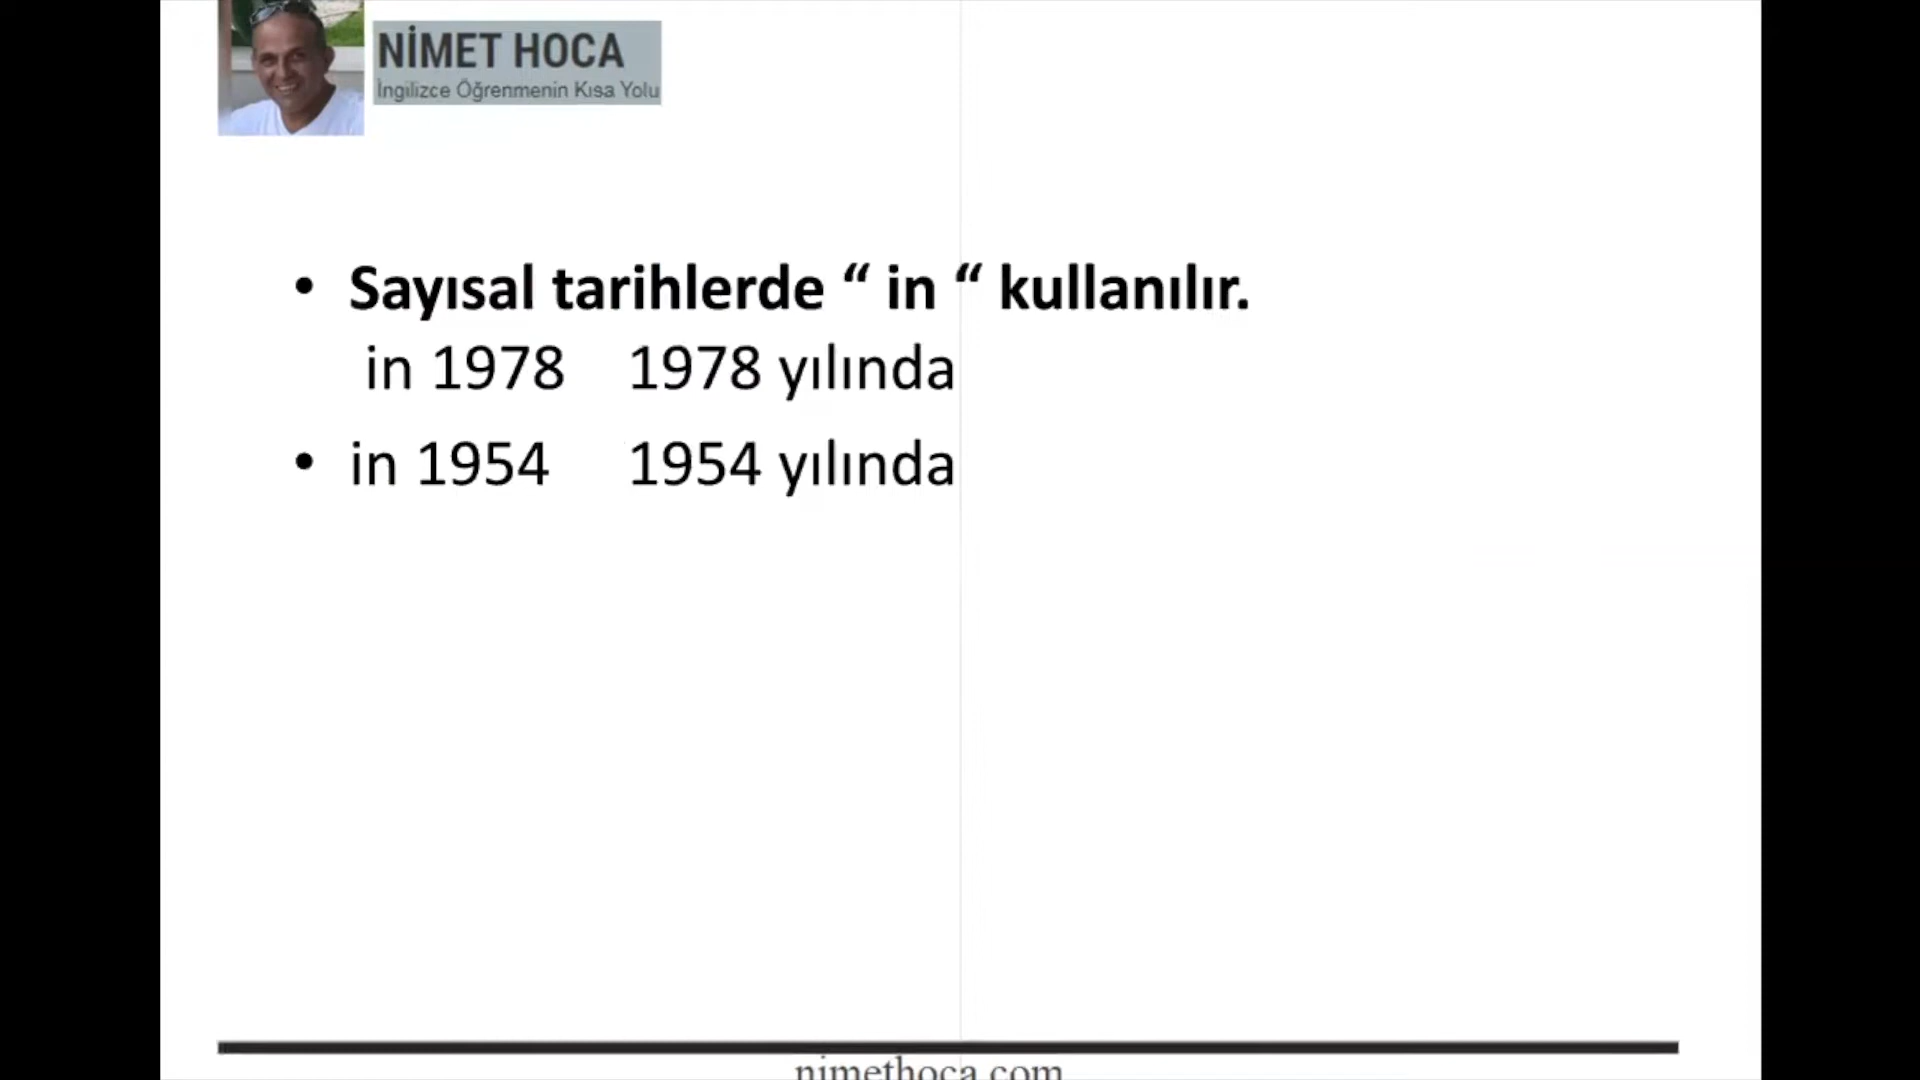 NİMET HOCA
İngilizce Öğrenmenin Kısa Yolu
• Sayısal tarihlerde “ in “ kullanılır.
in 1978 1978 yılında
• in 1954 1954 yılında
nimethoca.com